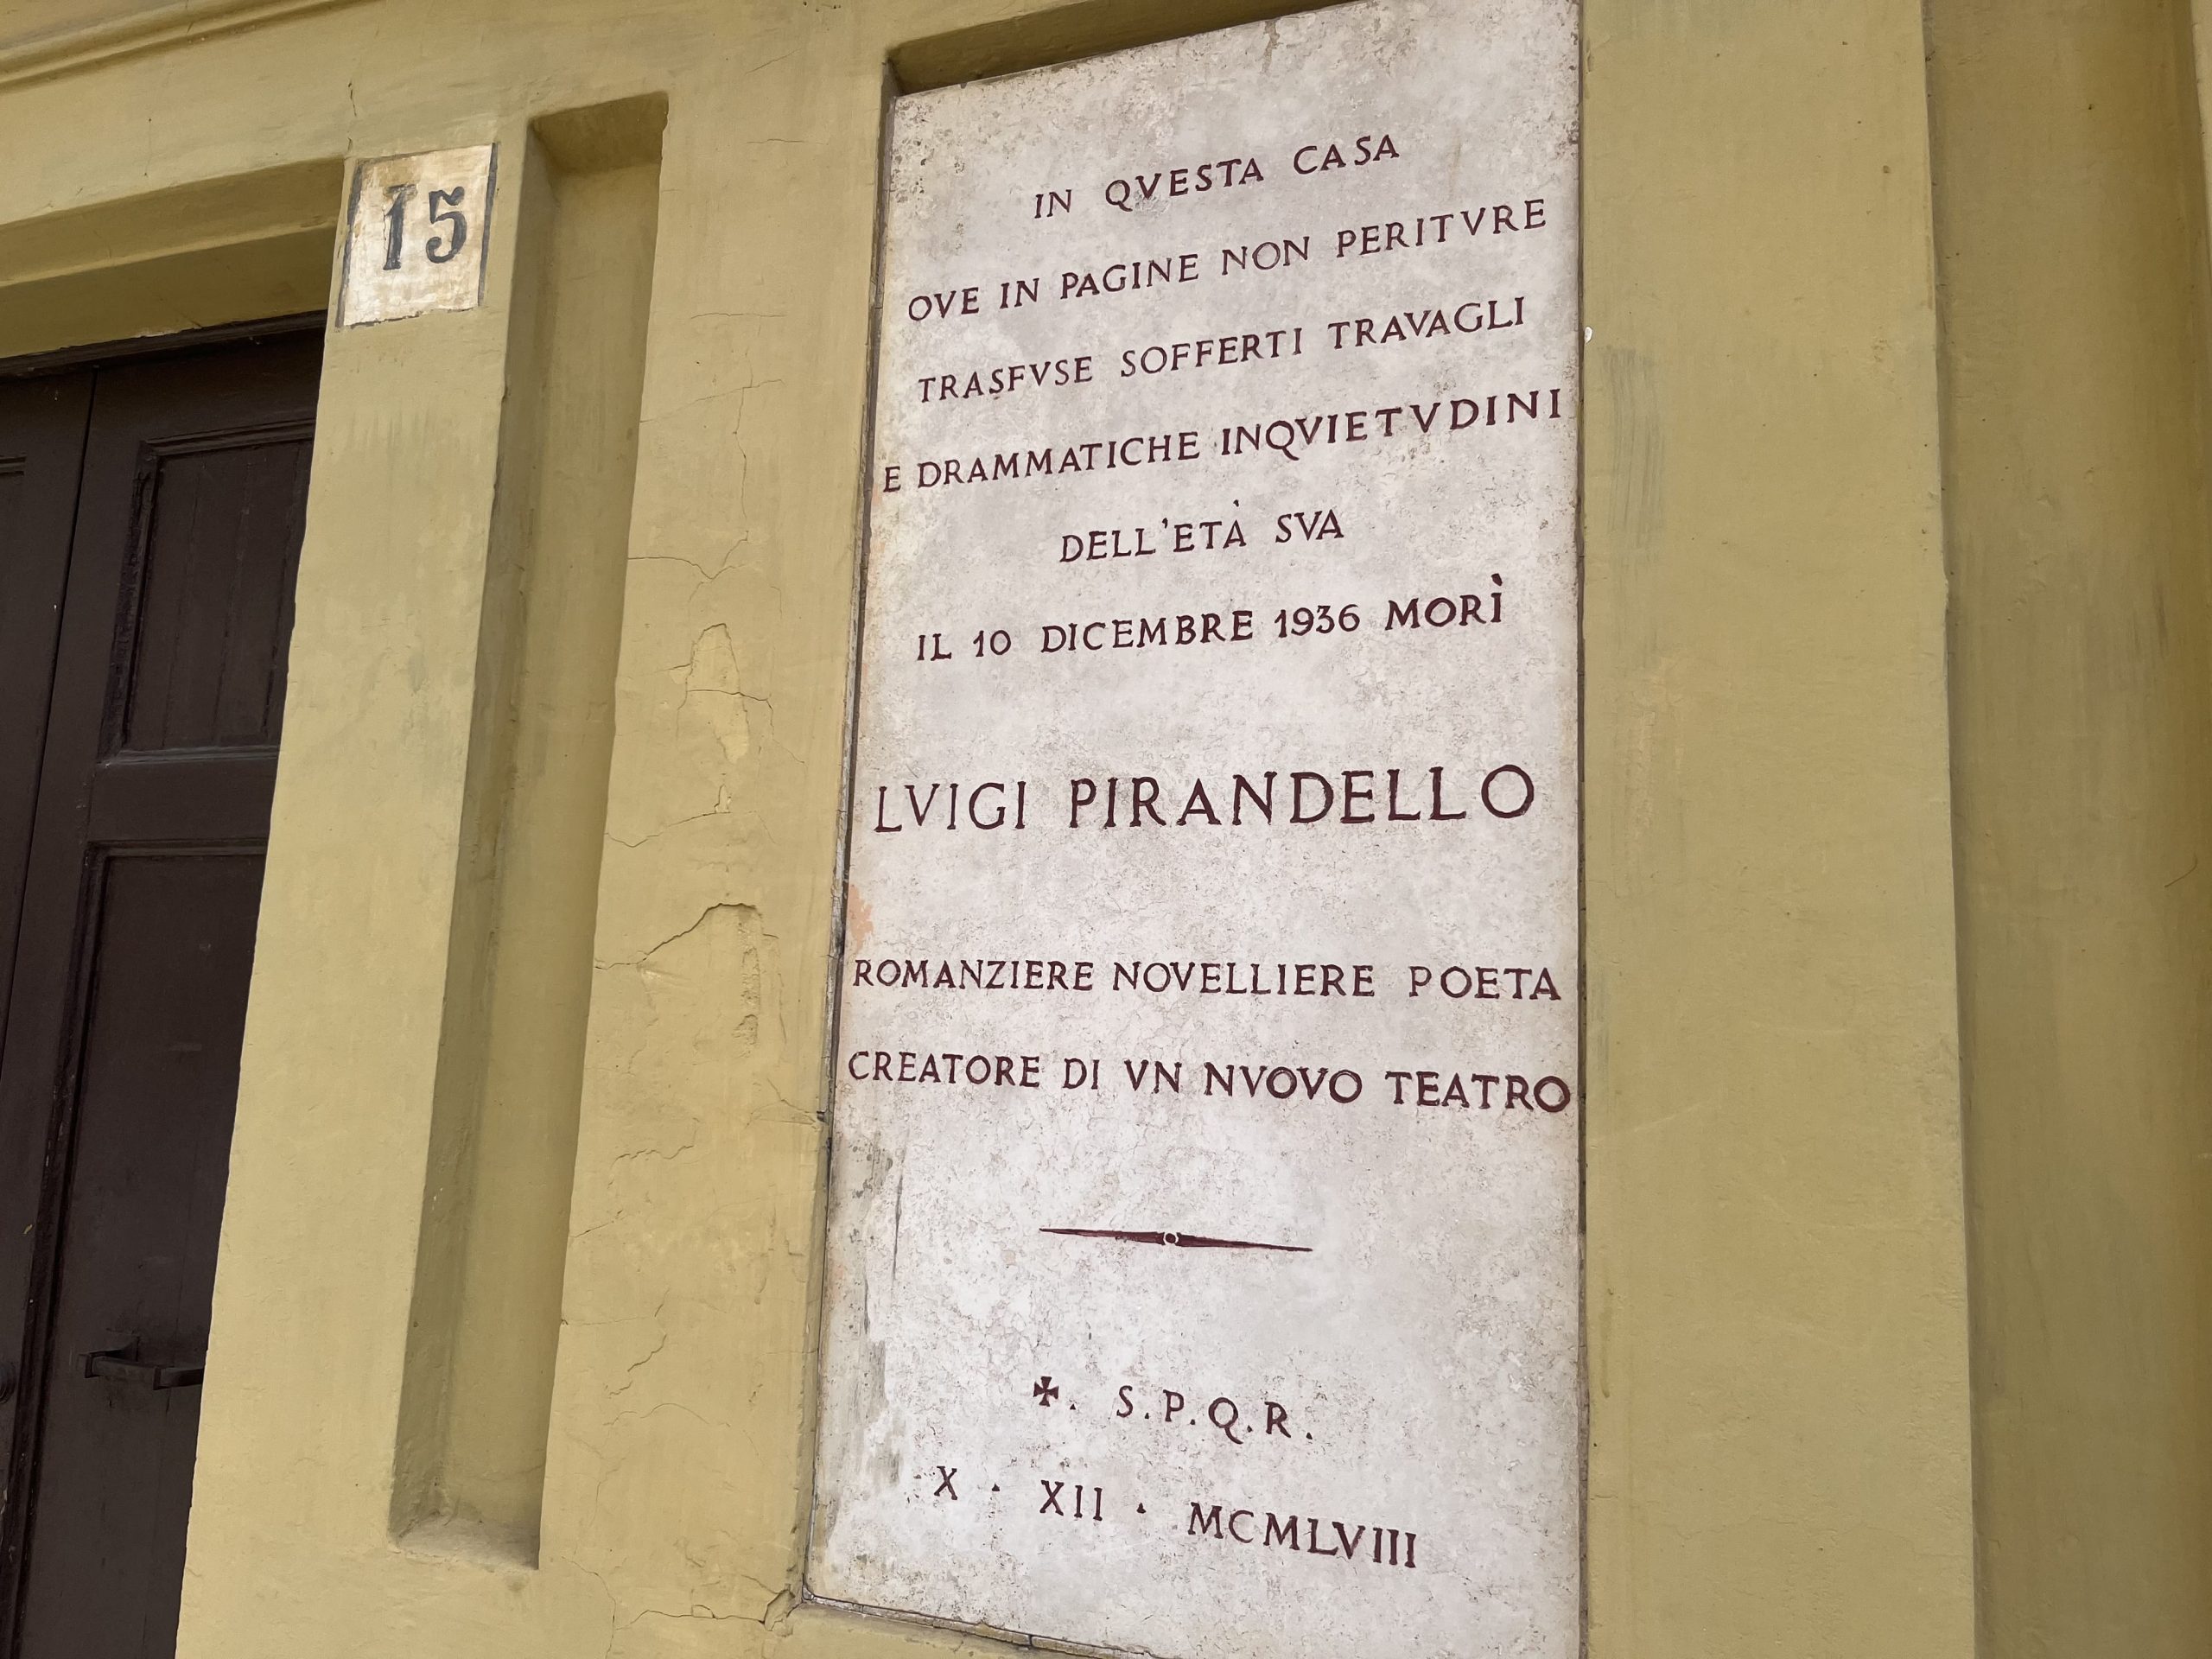 15
IN QVESTA CASA
OVE IN PAGINE NON PERITVRE
TRASFVSE SOFFERTI TRAVAGLI
E DRAMMATICHE INQVIETVDINI
DELL'ETÀ SVA
IL 10 DICEMBRE 1936 MORÌ
LVIGI PIRANDELLO
ROMANZIERE NOVELLIERE POETA
CREATORE DI VN NVOVO TEATRO
✠. S.P.Q.R.
X · XII · MCMLVIII